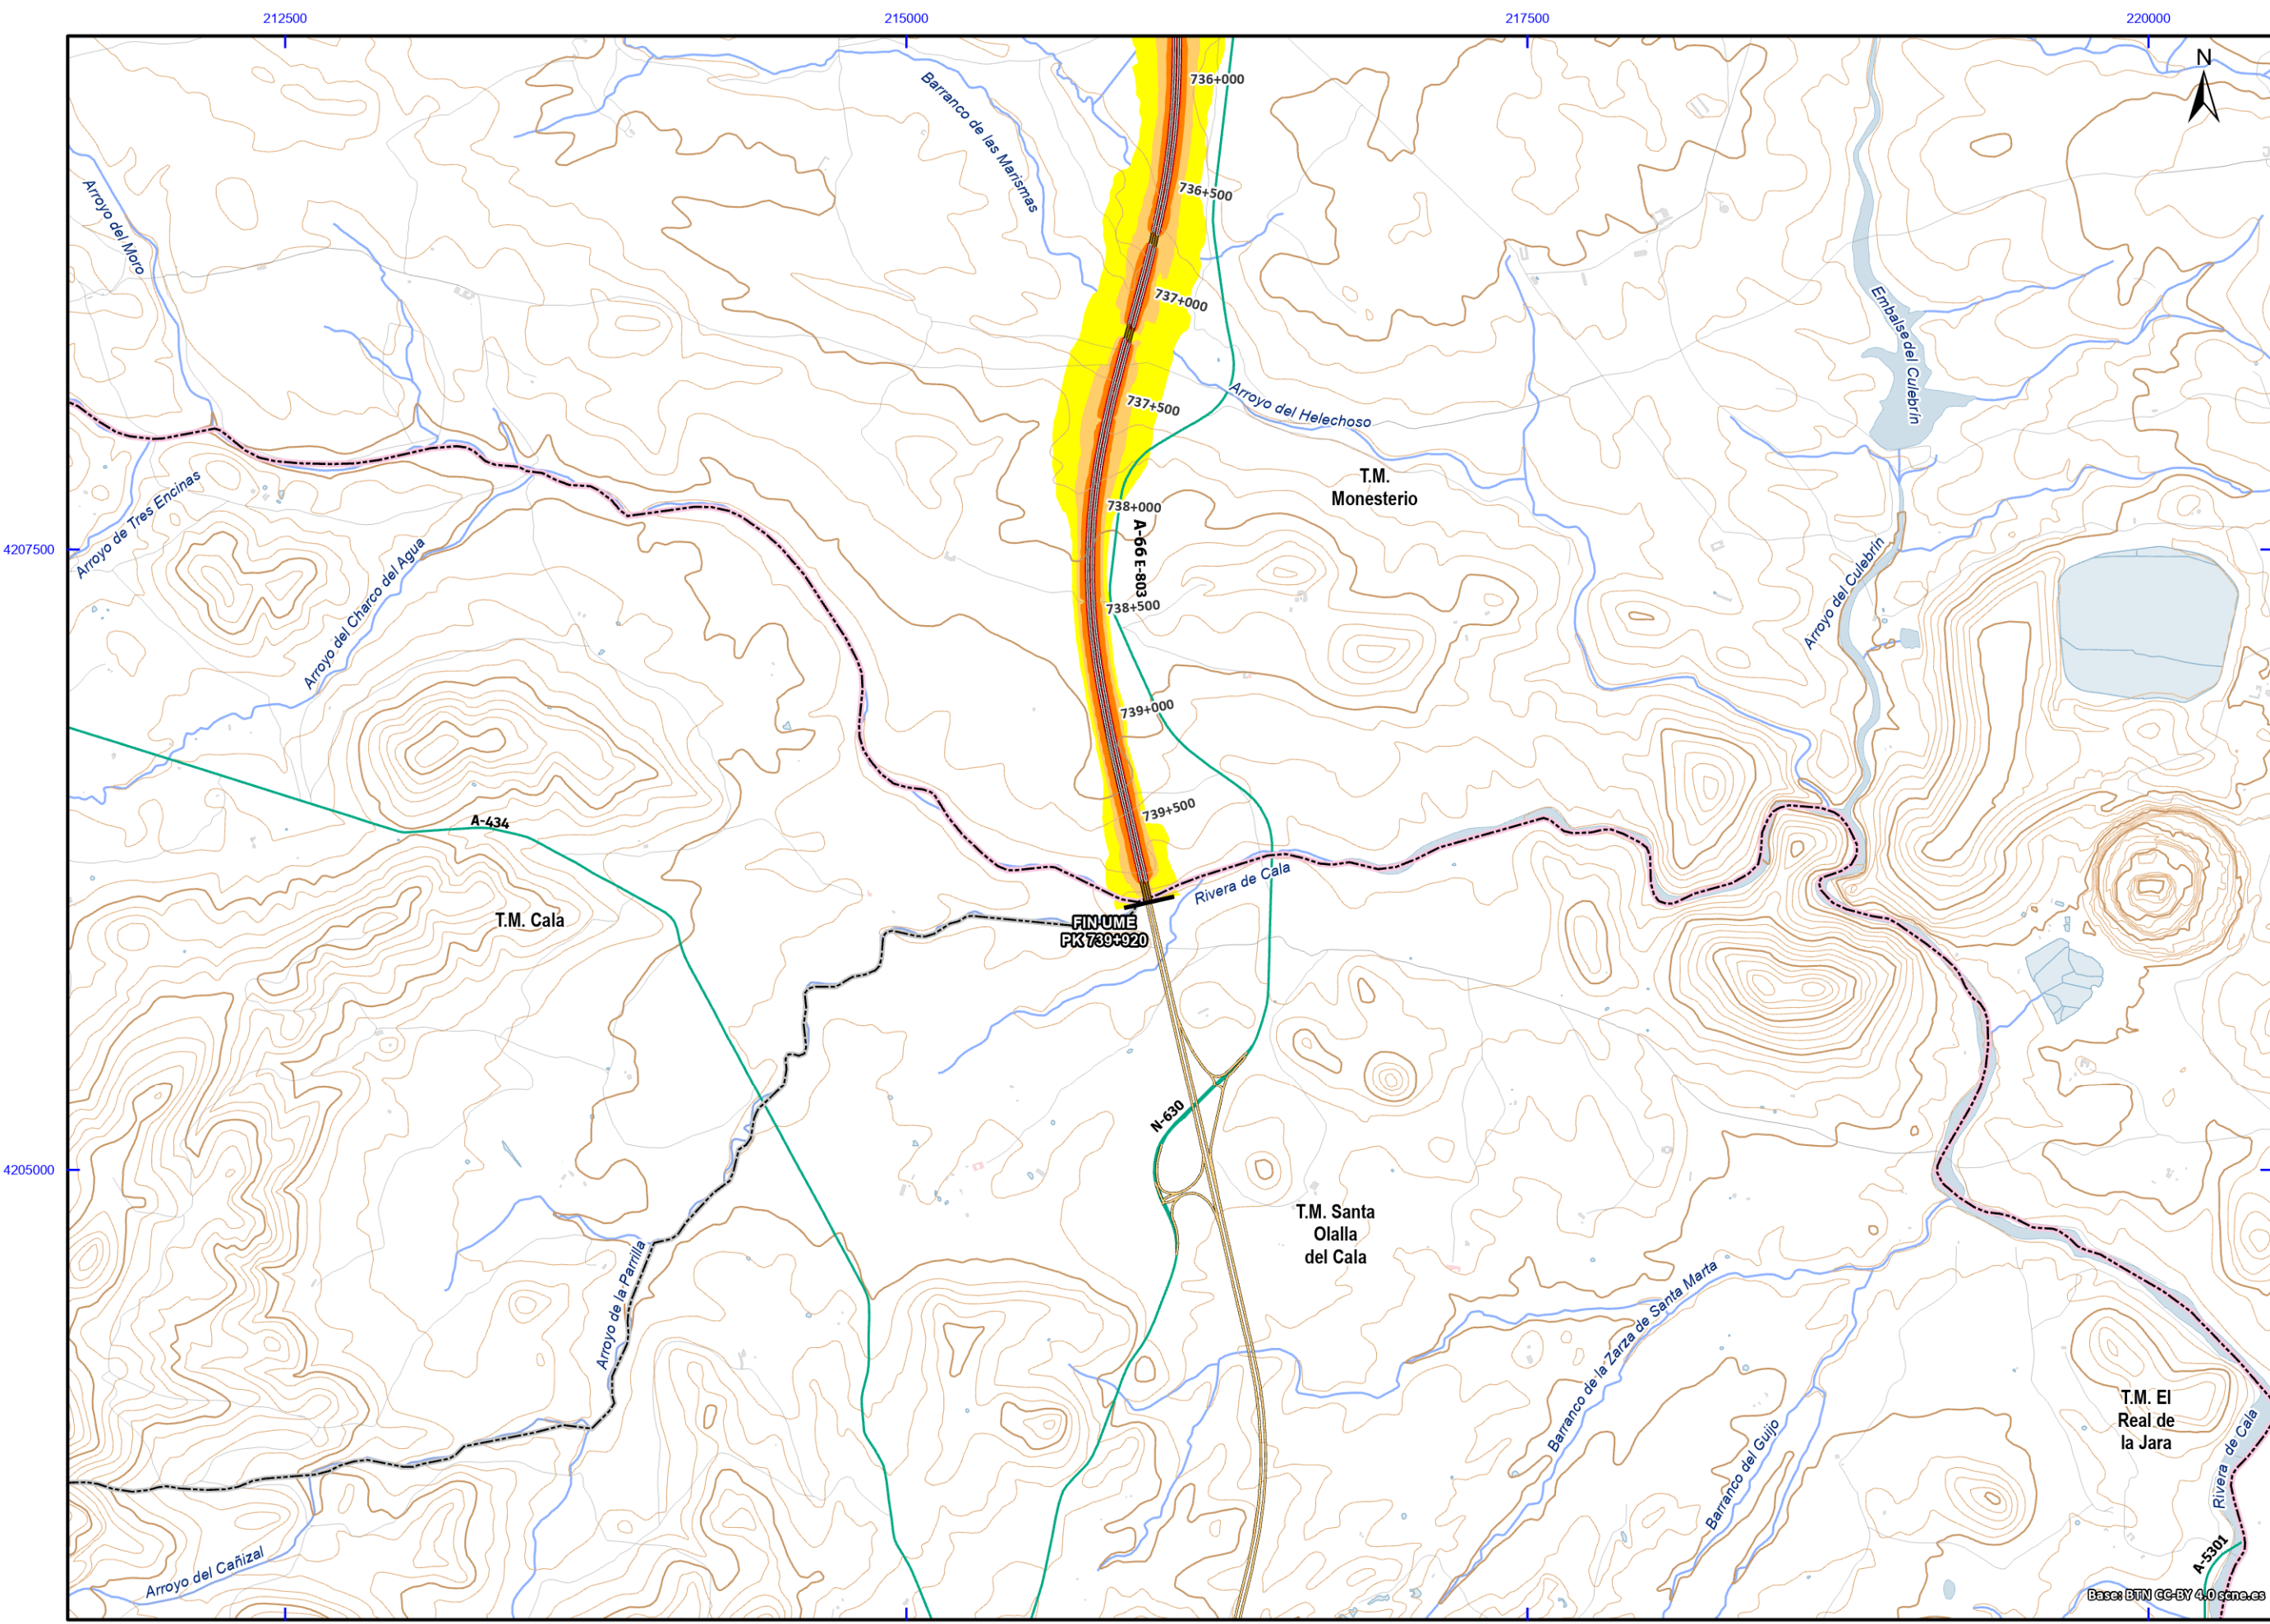 212500
215000
217500
220000
N
736+000
Barranco de las Marismas
736+500
Arroyo del Moro
737+000
Embalse del Culebrín
737+500
Arroyo del Helechoso
T.M.
Monesterio
Arroyo de Tres Encinas
738+000
A-66 E-803
4207500
Arroyo del Charco del Agua
Arroyo del Culebrín
738+500
739+000
739+500
A-434
Rivera de Cala
T.M. Cala
FIN-UME
PK 739+920
N-630
4205000
T.M. Santa
Olalla
del Cala
Arroyo de la Parrilla
Barranco de la Zarza de Santa Marta
T.M. El
Real de
la Jara
Barranco del Guijo
Rivera de Cala
Arroyo del Cañizal
A-5301
Base: BTN CC-BY 4.0 scne.es